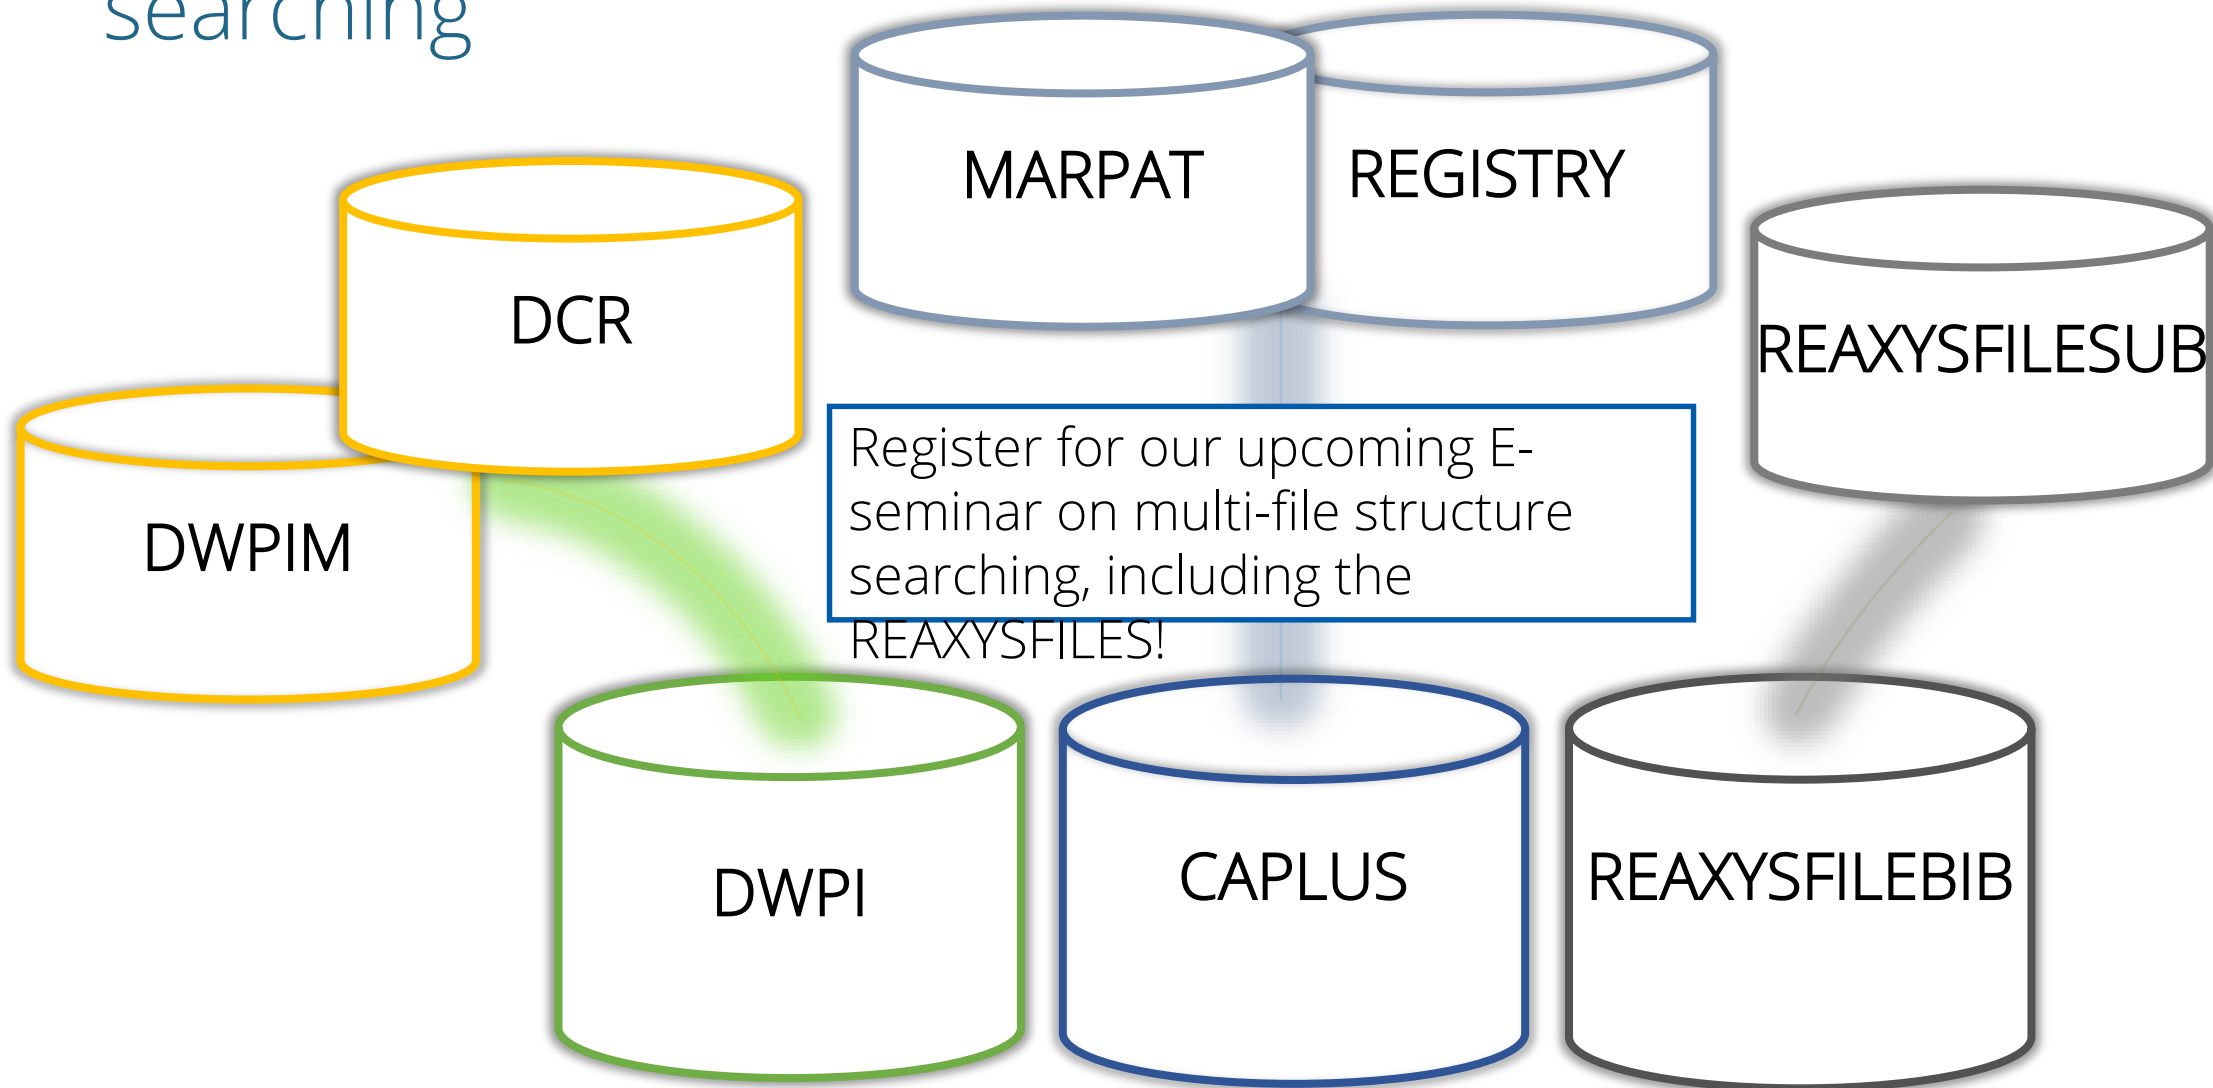 searching
MARPAT
REGISTRY
DCR
REAXYSFILESUB
DWPIM
Register for our upcoming E-
seminar on multi-file structure
searching, including the
REAXYSFILES!
DWPI
CAPLUS
REAXYSFILEBIB